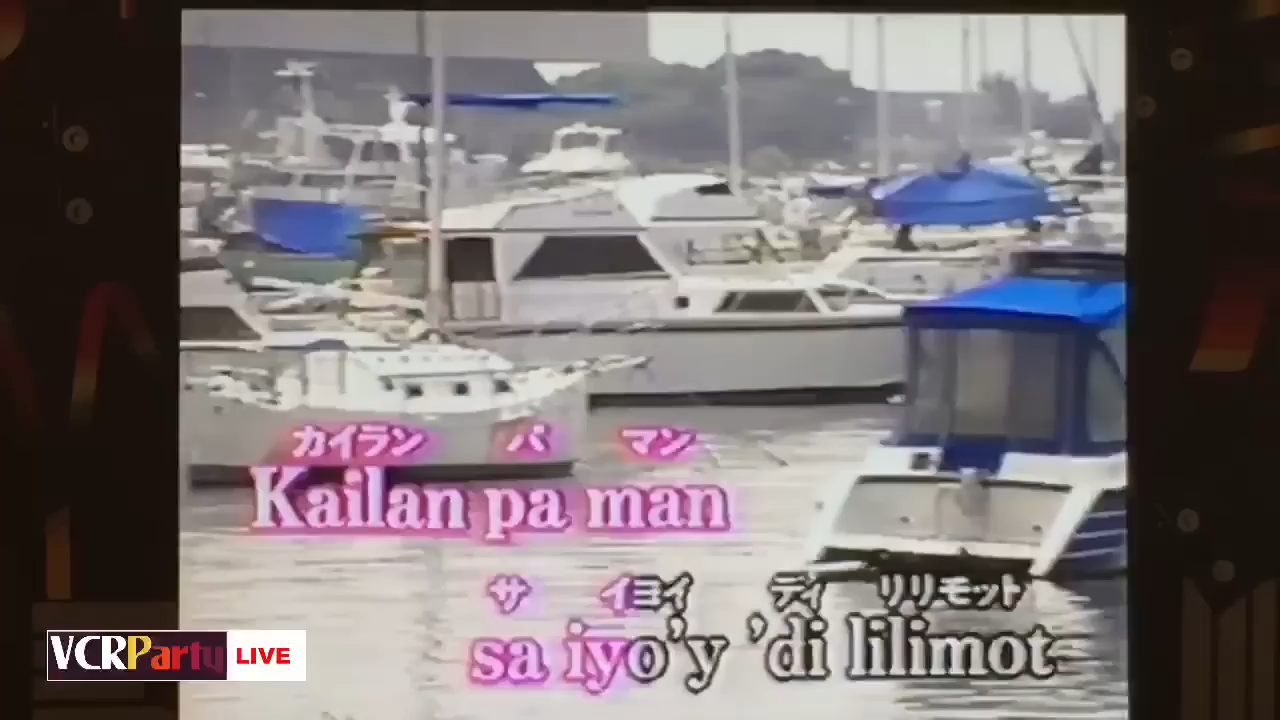 カイラン パ マン
Kailan pa man
サ イヨイ ディ リリモット
sa iyo'y 'di lilimot
VCRParty LIVE